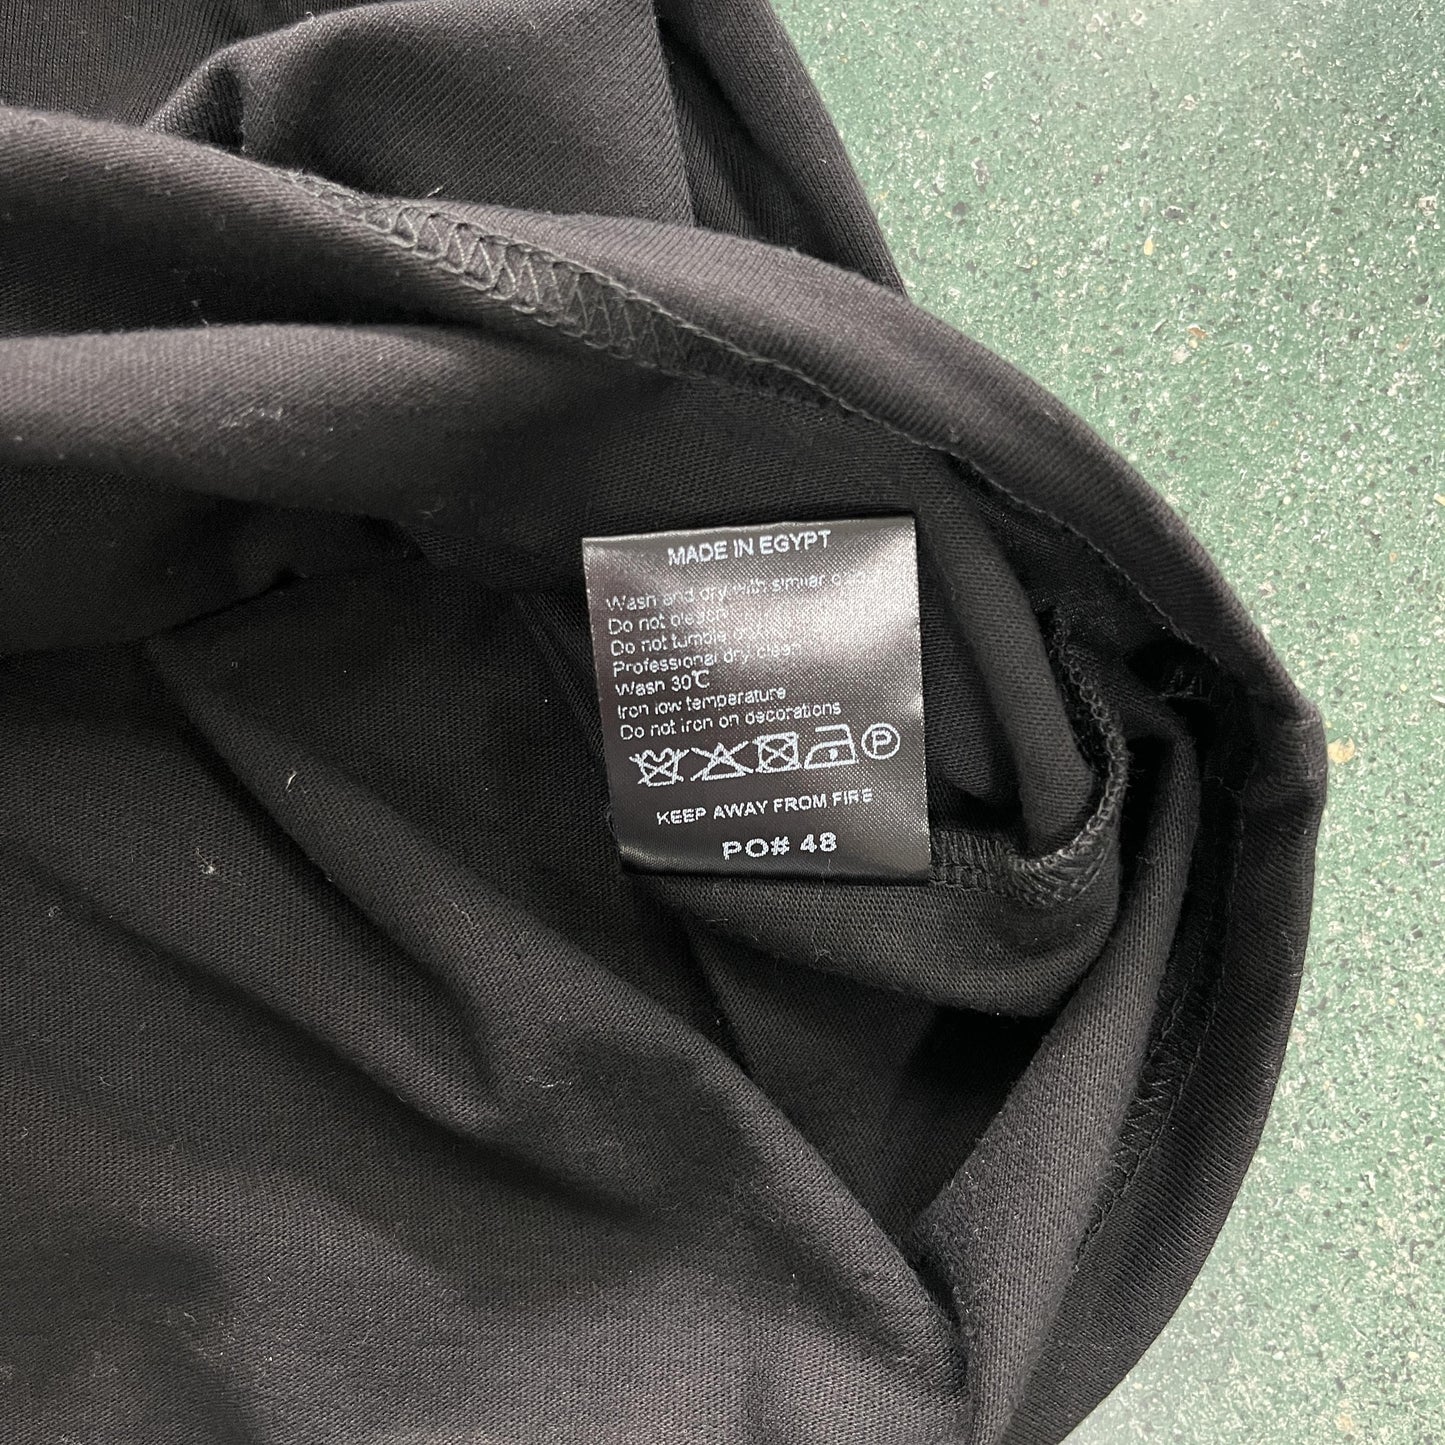 MADE IN EGYPT
Wash and dry with similar
Do not bleach
Do not tumble dry
Professional dry clean
Wash 30℃
Iron low temperature
Do not iron on decorations
P
KEEP AWAY FROM FIRE
PO# 48